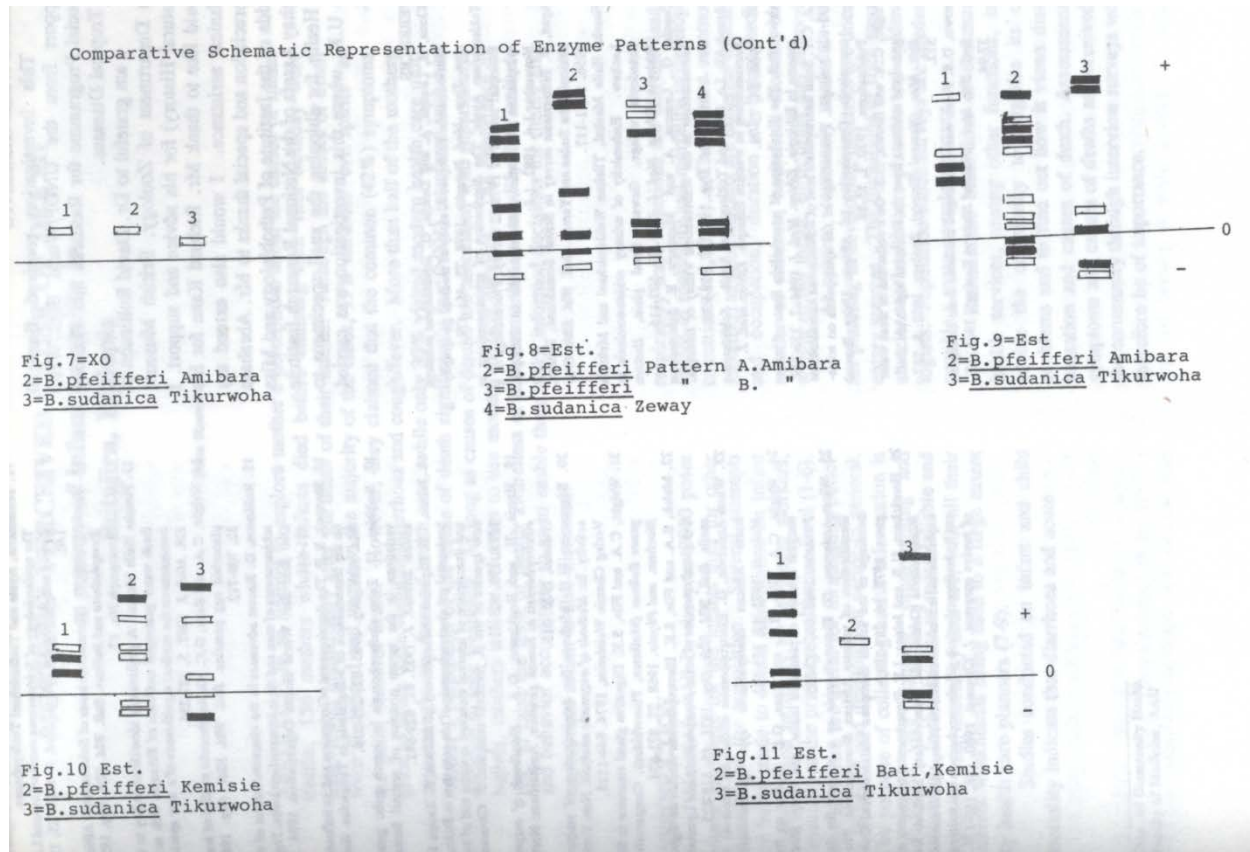 Comparative Schematic Representation of Enzyme Patterns (Cont'd)
1 2 3
Fig.7=XO
2=B.pfeifferi Amibara
3=B.sudanica Tikurwoha
1 2 3 4
Fig.8=Est.
2=B.pfeifferi Pattern A.Amibara
3=B.pfeifferi " B. "
4=B.sudanica Zeway
1 2 3 +
0
-
Fig.9=Est
2=B.pfeifferi Amibara
3=B.sudanica Tikurwoha
1 2 3
Fig.10 Est.
2=B.pfeifferi Kemisie
3=B.sudanica Tikurwoha
1 2 3
+
0
-
Fig.11 Est.
2=B.pfeifferi Bati,Kemisie
3=B.sudanica Tikurwoha